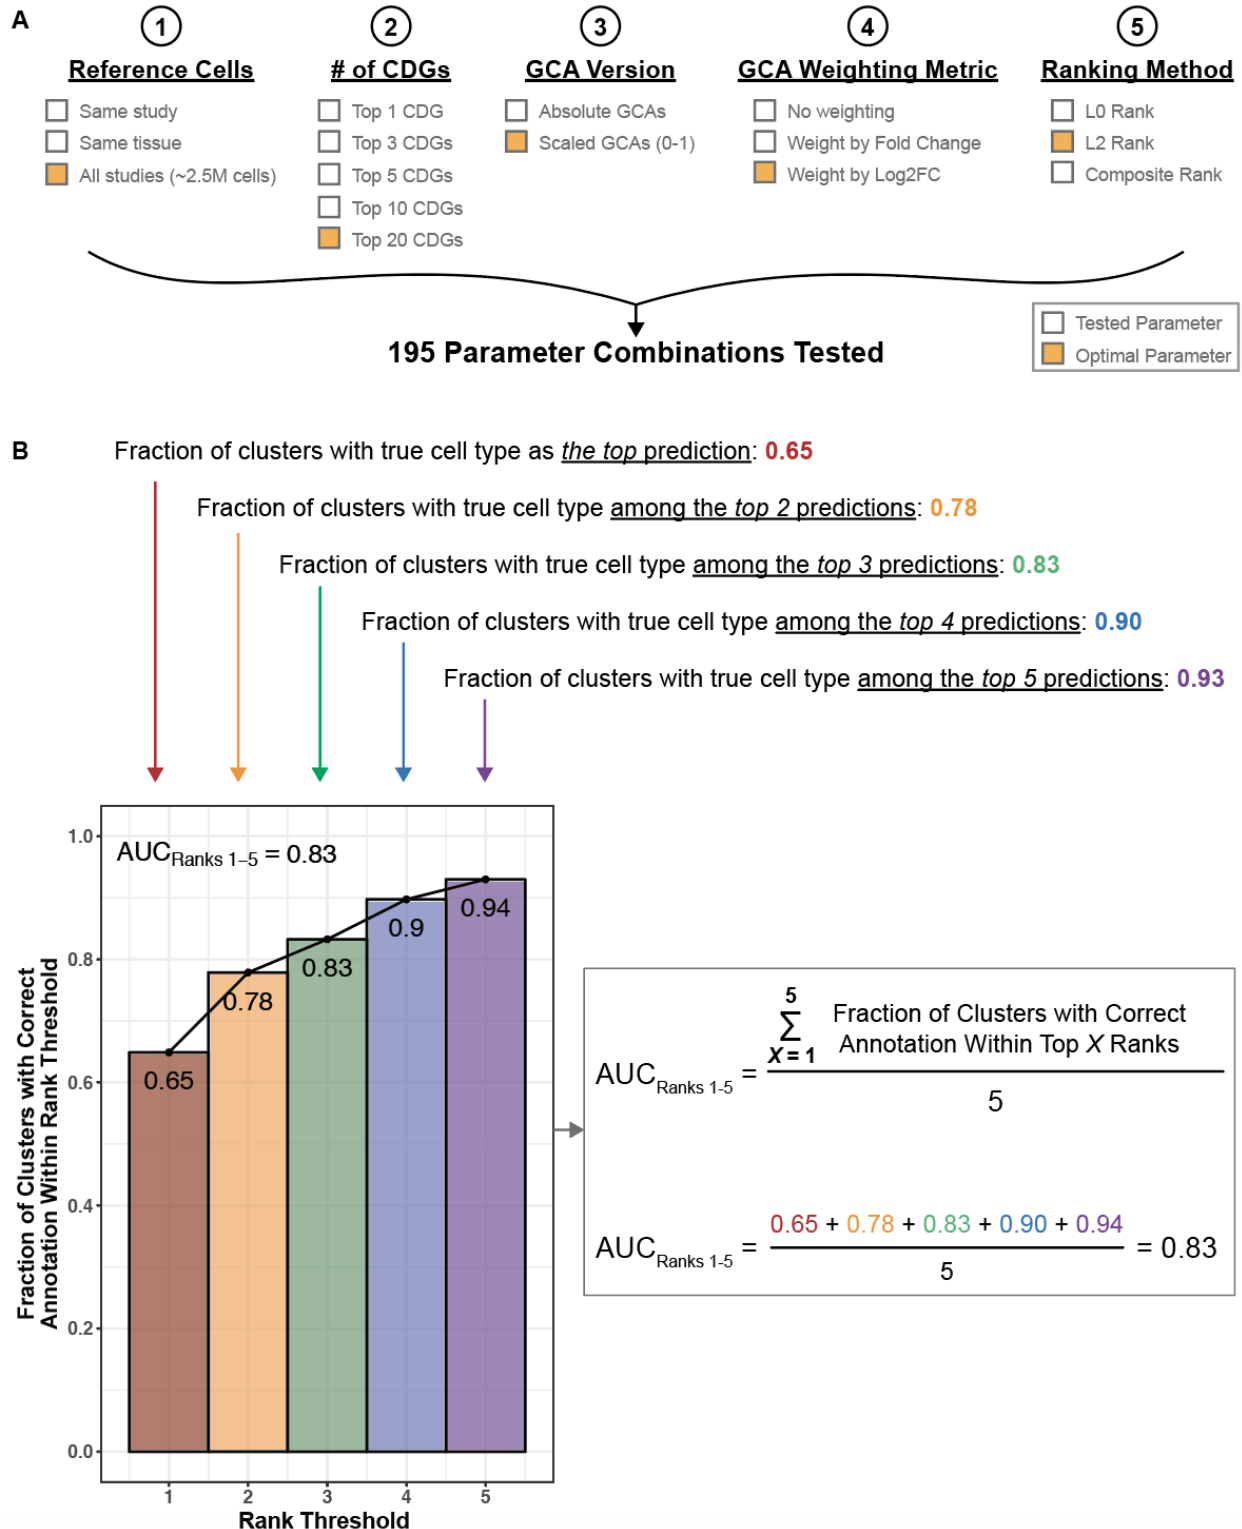 A
1
2
3
4
5
Reference Cells
# of CDGs
GCA Version
GCA Weighting Metric
Ranking Method
Same study
Same tissue
All studies (~2.5M cells)
Top 1 CDG
Top 3 CDGs
Top 5 CDGs
Top 10 CDGs
Top 20 CDGs
Absolute GCAs
Scaled GCAs (0-1)
No weighting
Weight by Fold Change
Weight by Log2FC
L0 Rank
L2 Rank
Composite Rank
195 Parameter Combinations Tested
Tested Parameter
Optimal Parameter
B
Fraction of clusters with true cell type as the top prediction: 0.65
Fraction of clusters with true cell type among the top 2 predictions: 0.78
Fraction of clusters with true cell type among the top 3 predictions: 0.83
Fraction of clusters with true cell type among the top 4 predictions: 0.90
Fraction of clusters with true cell type among the top 5 predictions: 0.93
Fraction of Clusters with Correct
Annotation Within Rank Threshold
1.0
0.8
0.6
0.4
0.2
0.0
AUC Ranks 1–5 = 0.83
0.65
0.78
0.83
0.9
0.94
1
2
3
4
5
Rank Threshold
5
Σ
X = 1
Fraction of Clusters with Correct
Annotation Within Top X Ranks
AUC Ranks 1-5 =
5
0.65 + 0.78 + 0.83 + 0.90 + 0.94
AUC Ranks 1-5 = = 0.83
5